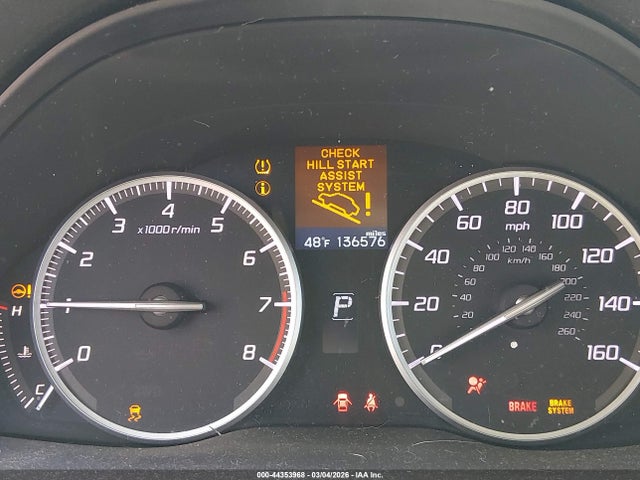 CHECK
HILL START
ASSIST
SYSTEM
miles
48°F 136576
x1000 r/min
0 1 2 3 4 5 6 7 8
H
C
P
mph
0 20 40 60 80 100 120 140 160
km/h
20 40 60 80 100 120 140 160 180 200 220 240 260
BRAKE
BRAKE
SYSTEM
000-44353968 - 03/04/2026 - IAA Inc.